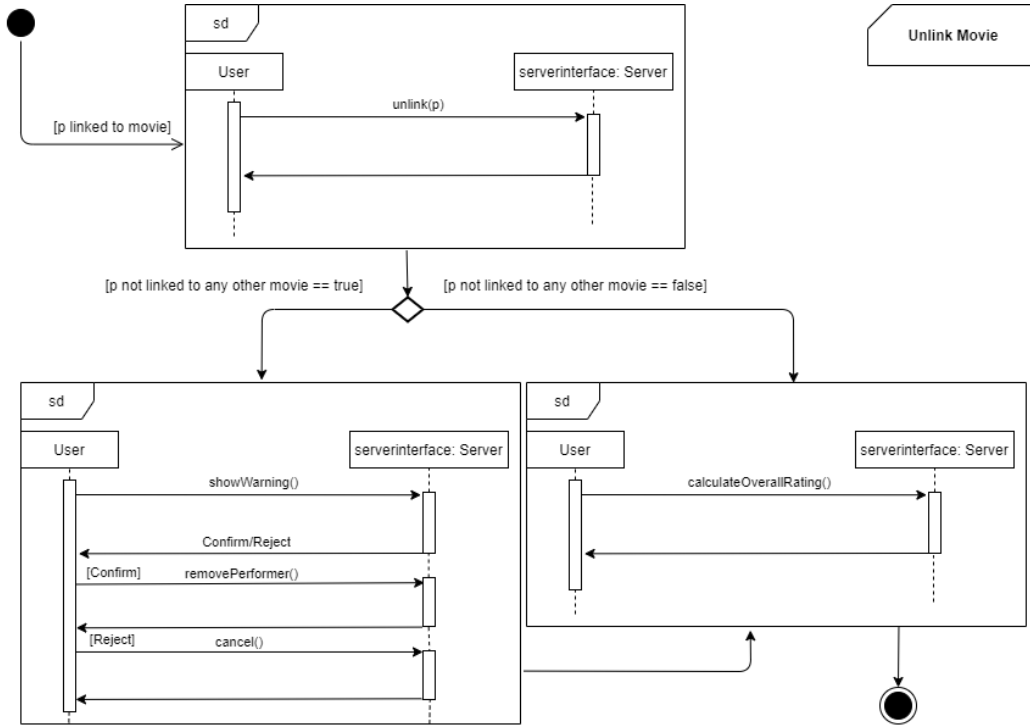 sd
Unlink Movie
User
serverinterface: Server
unlink(p)
[p linked to movie]
[p not linked to any other movie == true]
[p not linked to any other movie == false]
sd
User
serverinterface: Server
showWarning()
Confirm/Reject
[Confirm]
removePerformer()
[Reject]
cancel()
sd
User
serverinterface: Server
calculateOverallRating()